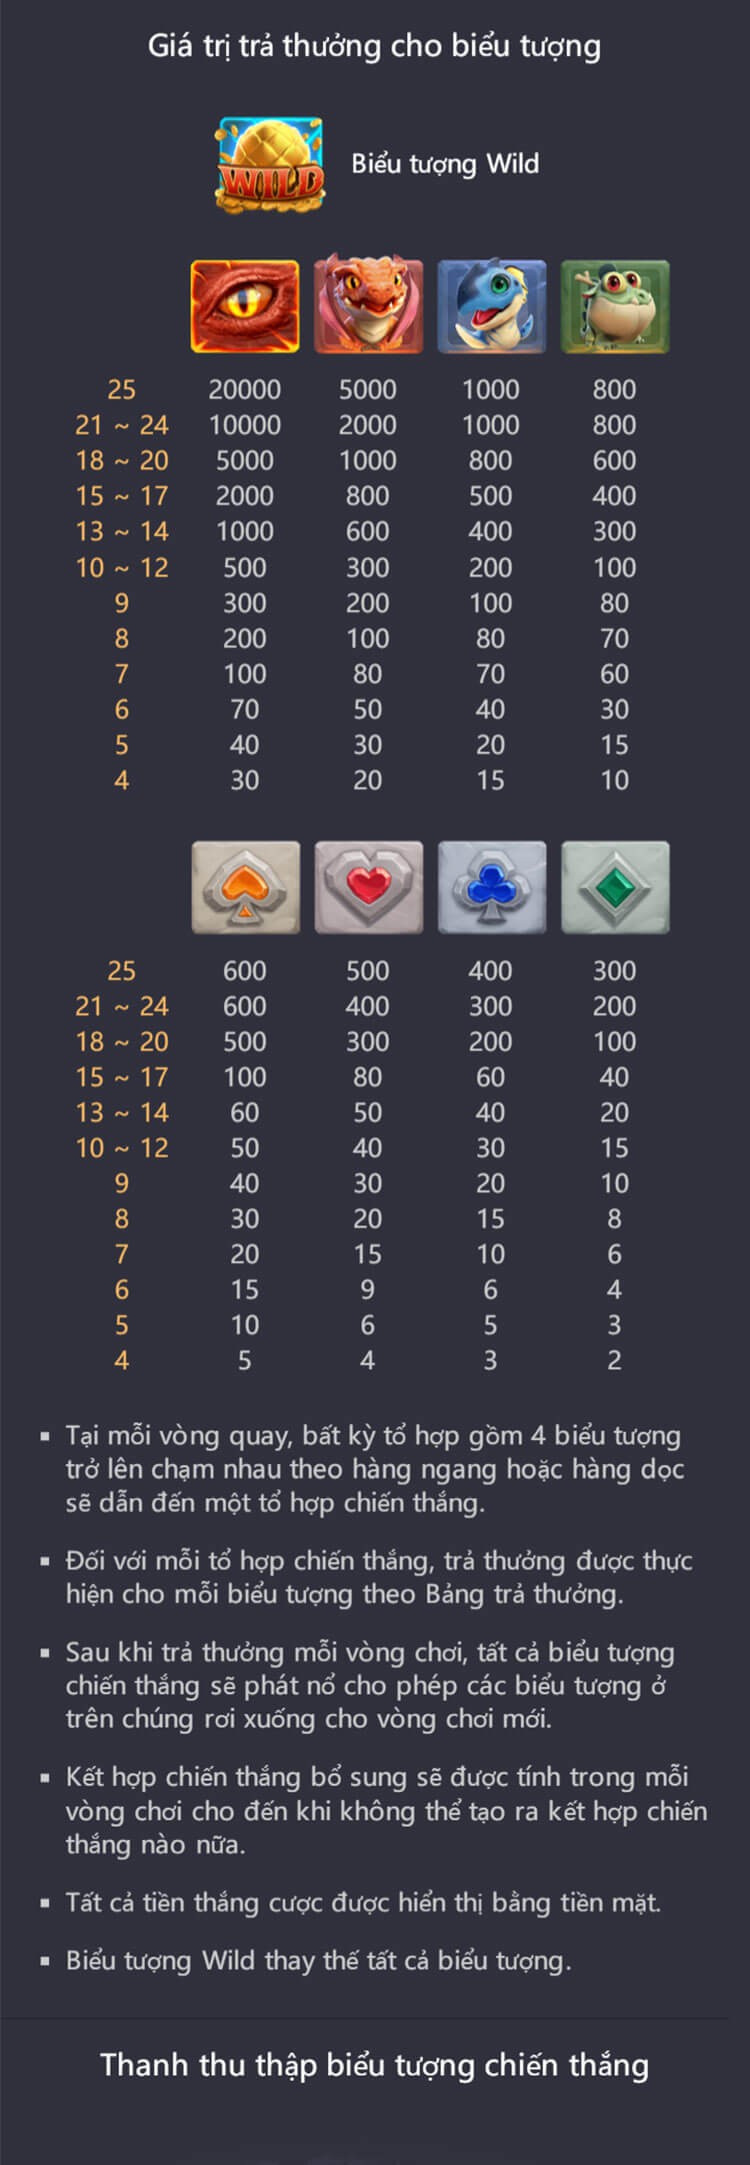 Giá trị trả thưởng cho biểu tượng
WILD
Biểu tượng Wild
25 20000 5000 1000 800
21 ~ 24 10000 2000 1000 800
18 ~ 20 5000 1000 800 600
15 ~ 17 2000 800 500 400
13 ~ 14 1000 600 400 300
10 ~ 12 500 300 200 100
9 300 200 100 80
8 200 100 80 70
7 100 80 70 60
6 70 50 40 30
5 40 30 20 15
4 30 20 15 10
25 600 500 400 300
21 ~ 24 600 400 300 200
18 ~ 20 500 300 200 100
15 ~ 17 100 80 60 40
13 ~ 14 60 50 40 20
10 ~ 12 50 40 30 15
9 40 30 20 10
8 30 20 15 8
7 20 15 10 6
6 15 9 6 4
5 10 6 5 3
4 5 4 3 2
▪ Tại mỗi vòng quay, bất kỳ tổ hợp gồm 4 biểu tượng
trở lên chạm nhau theo hàng ngang hoặc hàng dọc
sẽ dẫn đến một tổ hợp chiến thắng.
▪ Đối với mỗi tổ hợp chiến thắng, trả thưởng được thực
hiện cho mỗi biểu tượng theo Bảng trả thưởng.
▪ Sau khi trả thưởng mỗi vòng chơi, tất cả biểu tượng
chiến thắng sẽ phát nổ cho phép các biểu tượng ở
trên chúng rơi xuống cho vòng chơi mới.
▪ Kết hợp chiến thắng bổ sung sẽ được tính trong mỗi
vòng chơi cho đến khi không thể tạo ra kết hợp chiến
thắng nào nữa.
▪ Tất cả tiền thắng cược được hiển thị bằng tiền mặt.
▪ Biểu tượng Wild thay thế tất cả biểu tượng.
Thanh thu thập biểu tượng chiến thắng